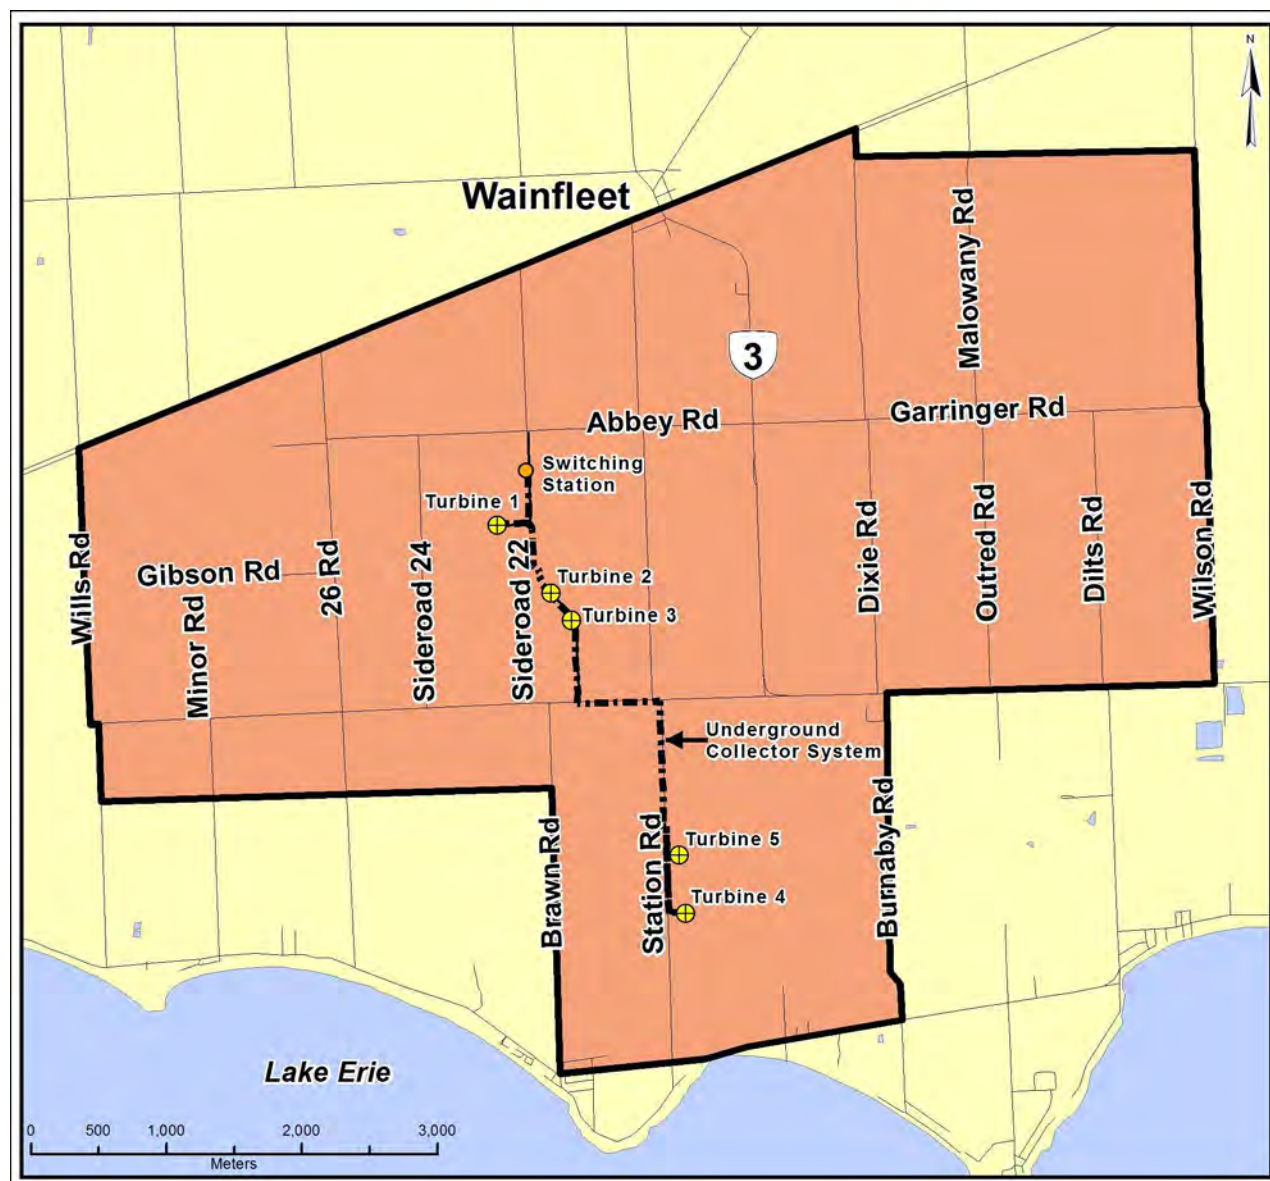 N
Wainfleet
Malowany Rd
3
Abbey Rd
Garringer Rd
Switching
Station
Turbine 1
Wills Rd
Gibson Rd
Minor Rd
26 Rd
Sideroad 24
Sideroad 22
Turbine 2
Turbine 3
Dixie Rd
Outred Rd
Dilts Rd
Wilson Rd
Underground
Collector System
Brawn Rd
Station Rd
Turbine 5
Turbine 4
Burnaby Rd
Lake Erie
0 500 1,000 2,000 3,000
Meters